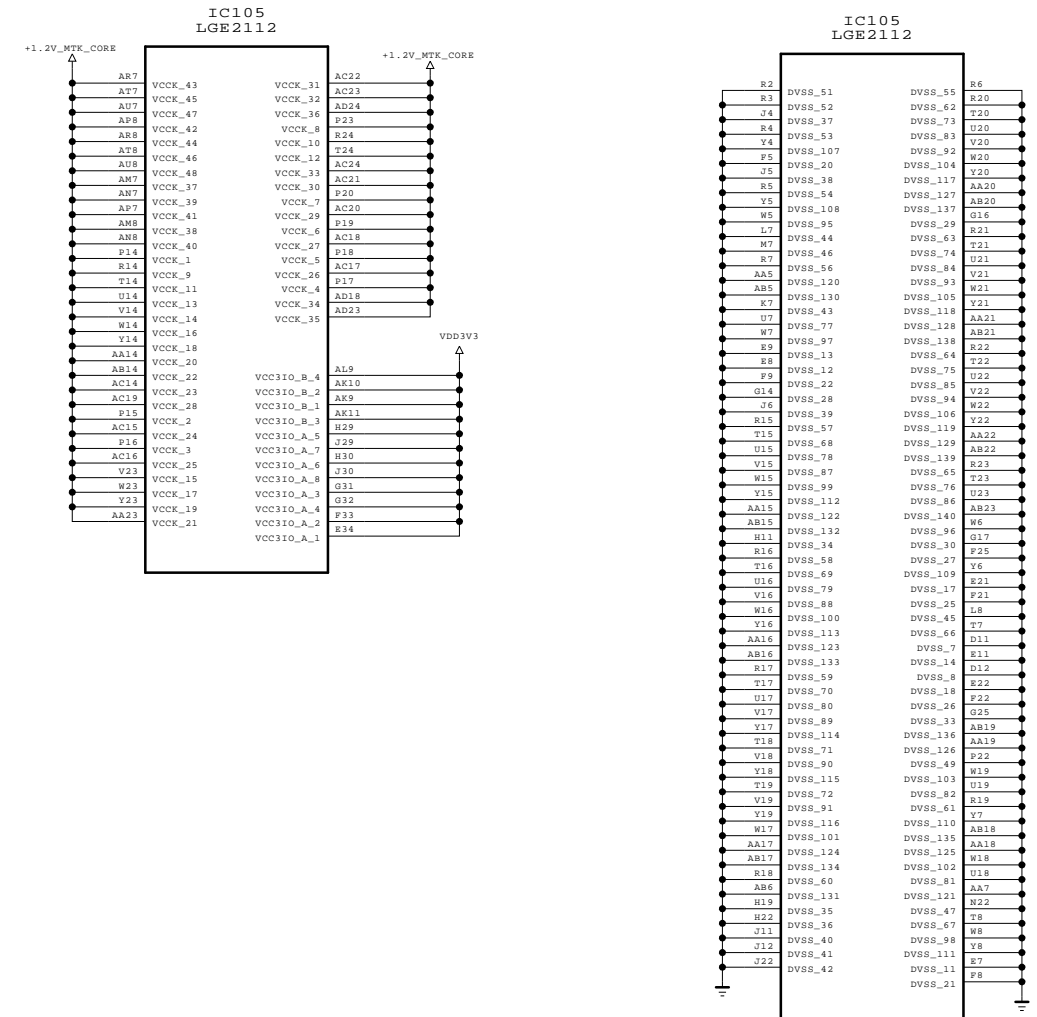 IC105
LGE2112
+1.2V_MTK_CORE
+1.2V_MTK_CORE
AR7 VCCK_43 VCCK_31 AC22
AT7 VCCK_45 VCCK_32 AC23
AU7 VCCK_47 VCCK_36 AD24
AP8 VCCK_42 VCCK_8 P23
AR8 VCCK_44 VCCK_10 R24
AT8 VCCK_46 VCCK_12 T24
AU8 VCCK_48 VCCK_33 AC24
AM7 VCCK_37 VCCK_30 AC21
AN7 VCCK_39 VCCK_7 P20
AP7 VCCK_41 VCCK_29 AC20
AM8 VCCK_38 VCCK_6 P19
AN8 VCCK_40 VCCK_27 AC18
P14 VCCK_1 VCCK_5 P18
R14 VCCK_9 VCCK_26 AC17
T14 VCCK_11 VCCK_4 P17
U14 VCCK_13 VCCK_34 AD18
V14 VCCK_14 VCCK_35 AD23
W14 VCCK_16
Y14 VCCK_18
VDD3V3
AA14 VCCK_20
AB14 VCCK_22 VCC3IO_B_4 AL9
AC14 VCCK_23 VCC3IO_B_2 AK10
AC19 VCCK_28 VCC3IO_B_1 AK9
P15 VCCK_2 VCC3IO_B_3 AK11
AC15 VCCK_24 VCC3IO_A_5 H29
P16 VCCK_3 VCC3IO_A_7 J29
AC16 VCCK_25 VCC3IO_A_6 H30
V23 VCCK_15 VCC3IO_A_8 J30
W23 VCCK_17 VCC3IO_A_3 G31
Y23 VCCK_19 VCC3IO_A_4 G32
AA23 VCCK_21 VCC3IO_A_2 F33
VCC3IO_A_1 E34
IC105
LGE2112
R2 DVSS_51 DVSS_55 R6
R3 DVSS_52 DVSS_62 R20
J4 DVSS_37 DVSS_73 T20
R4 DVSS_53 DVSS_83 U20
Y4 DVSS_107 DVSS_92 V20
F5 DVSS_20 DVSS_104 W20
J5 DVSS_38 DVSS_117 Y20
R5 DVSS_54 DVSS_127 AA20
Y5 DVSS_108 DVSS_137 AB20
W5 DVSS_95 DVSS_29 G16
L7 DVSS_44 DVSS_63 R21
M7 DVSS_46 DVSS_74 T21
R7 DVSS_56 DVSS_84 U21
AA5 DVSS_120 DVSS_93 V21
AB5 DVSS_130 DVSS_105 W21
K7 DVSS_43 DVSS_118 Y21
U7 DVSS_77 DVSS_128 AA21
W7 DVSS_97 DVSS_138 AB21
E9 DVSS_13 DVSS_64 R22
E8 DVSS_12 DVSS_75 T22
F9 DVSS_22 DVSS_85 U22
G14 DVSS_28 DVSS_94 V22
J6 DVSS_39 DVSS_106 W22
R15 DVSS_57 DVSS_119 Y22
T15 DVSS_68 DVSS_129 AA22
U15 DVSS_78 DVSS_139 AB22
V15 DVSS_87 DVSS_65 R23
W15 DVSS_99 DVSS_76 T23
Y15 DVSS_112 DVSS_86 U23
AA15 DVSS_122 DVSS_140 AB23
AB15 DVSS_132 DVSS_96 W6
H11 DVSS_34 DVSS_30 G17
R16 DVSS_58 DVSS_27 F25
T16 DVSS_69 DVSS_109 Y6
U16 DVSS_79 DVSS_17 E21
V16 DVSS_88 DVSS_25 F21
W16 DVSS_100 DVSS_45 L8
Y16 DVSS_113 DVSS_66 T7
AA16 DVSS_123 DVSS_7 D11
AB16 DVSS_133 DVSS_14 E11
R17 DVSS_59 DVSS_8 D12
T17 DVSS_70 DVSS_18 E22
U17 DVSS_80 DVSS_26 F22
V17 DVSS_89 DVSS_33 G25
Y17 DVSS_114 DVSS_136 AB19
T18 DVSS_71 DVSS_126 AA19
V18 DVSS_90 DVSS_49 P22
Y18 DVSS_115 DVSS_103 W19
T19 DVSS_72 DVSS_82 U19
V19 DVSS_91 DVSS_61 R19
Y19 DVSS_116 DVSS_110 Y7
W17 DVSS_101 DVSS_135 AB18
AA17 DVSS_124 DVSS_125 AA18
AB17 DVSS_134 DVSS_102 W18
R18 DVSS_60 DVSS_81 U18
AB6 DVSS_131 DVSS_121 AA7
H19 DVSS_35 DVSS_47 N22
H22 DVSS_36 DVSS_67 T8
J11 DVSS_40 DVSS_98 W8
J12 DVSS_41 DVSS_111 Y8
J22 DVSS_42 DVSS_11 E7
DVSS_21 F8